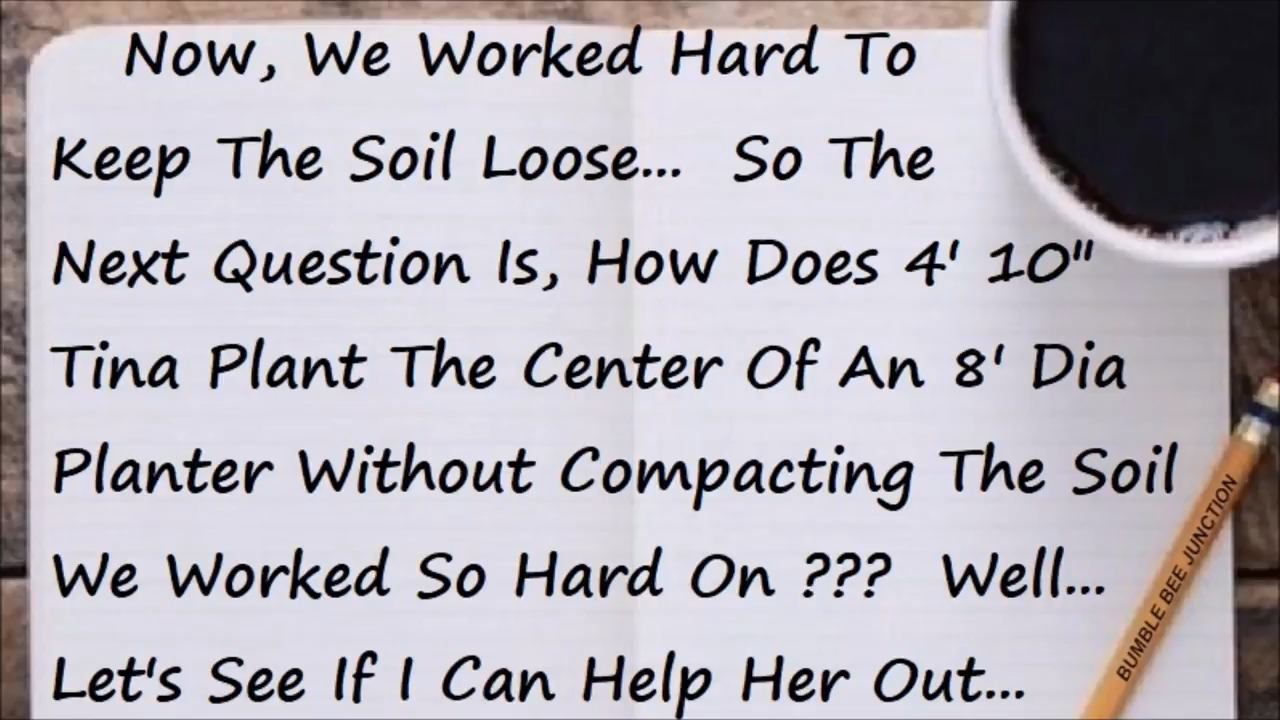 Now, We Worked Hard To
Keep The Soil Loose... So The
Next Question Is, How Does 4' 10"
Tina Plant The Center Of An 8' Dia
Planter Without Compacting The Soil
We Worked So Hard On ??? Well...
Let's See If I Can Help Her Out...
BUMBLE BEE JUNCTION